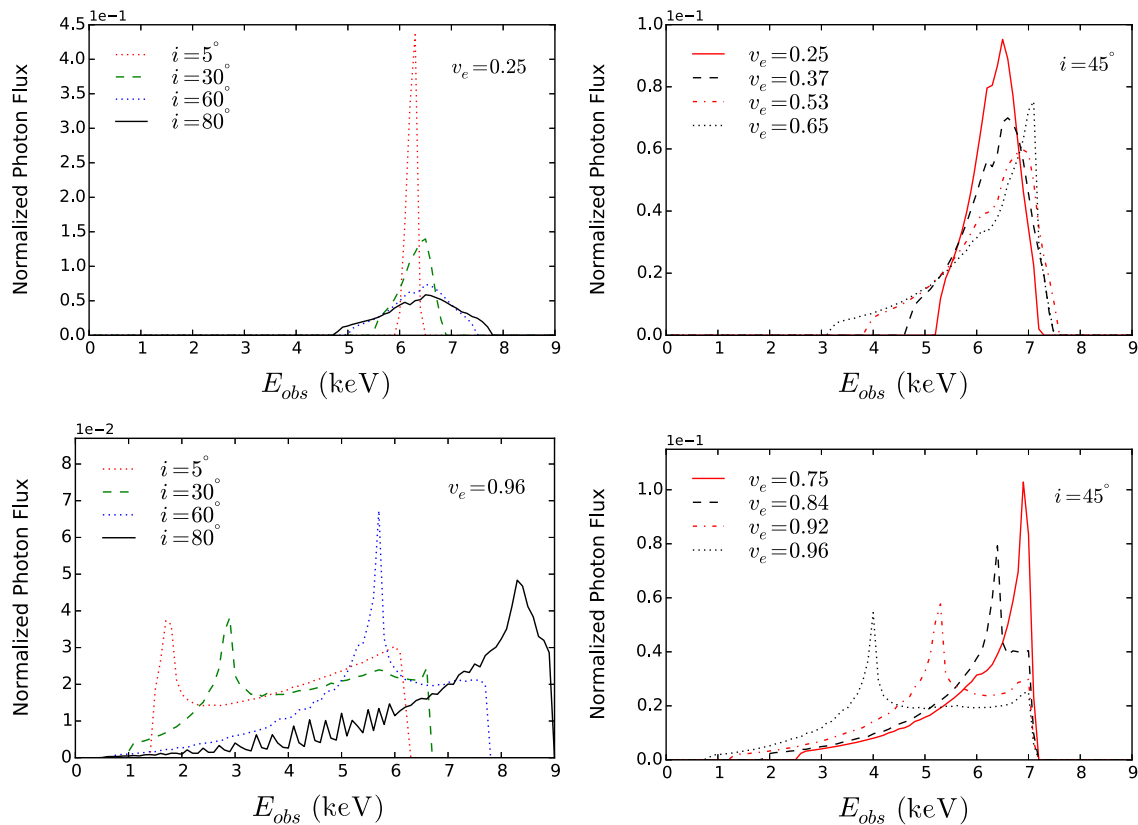 1e−1
4.5
4.0
3.5
3.0
2.5
2.0
1.5
1.0
0.5
0.0
Normalized Photon Flux
i=5°
i=30°
i=60°
i=80°
v_e=0.25
0 1 2 3 4 5 6 7 8 9
E_obs (keV)
1e−1
1.0
0.8
0.6
0.4
0.2
0.0
Normalized Photon Flux
v_e=0.25
v_e=0.37
v_e=0.53
v_e=0.65
i=45°
0 1 2 3 4 5 6 7 8 9
E_obs (keV)
1e−2
8
7
6
5
4
3
2
1
0
Normalized Photon Flux
i=5°
i=30°
i=60°
i=80°
v_e=0.96
0 1 2 3 4 5 6 7 8 9
E_obs (keV)
1e−1
1.0
0.8
0.6
0.4
0.2
0.0
Normalized Photon Flux
v_e=0.75
v_e=0.84
v_e=0.92
v_e=0.96
i=45°
0 1 2 3 4 5 6 7 8 9
E_obs (keV)